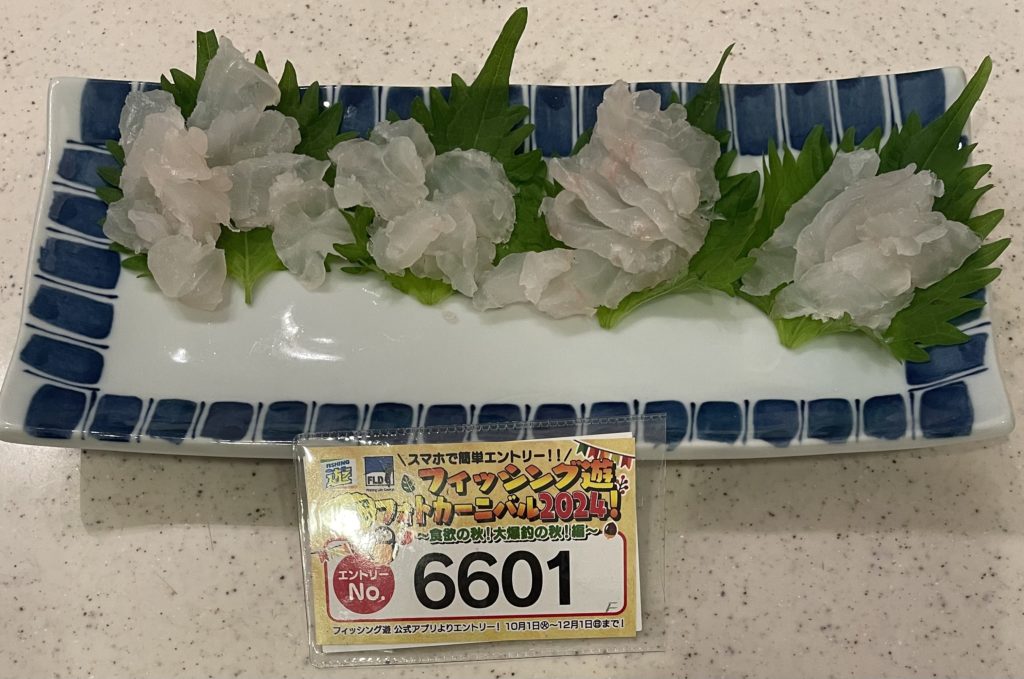 FISHING
遊
FLD
＼スマホで簡単エントリー!!／
フィッシング遊
フォトカーニバル2024!
～食欲の秋!大爆釣の秋!編～
エントリー
No.
6601
F
フィッシング遊 公式アプリよりエントリー! 10月1日㊋～12月1日㊐まで!